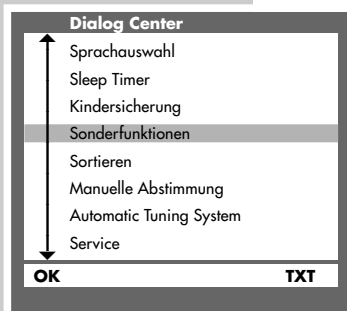 Dialog Center
Sprachauswahl
Sleep Timer
Kindersicherung
Sonderfunktionen
Sortieren
Manuelle Abstimmung
Automatic Tuning System
Service
OK TXT